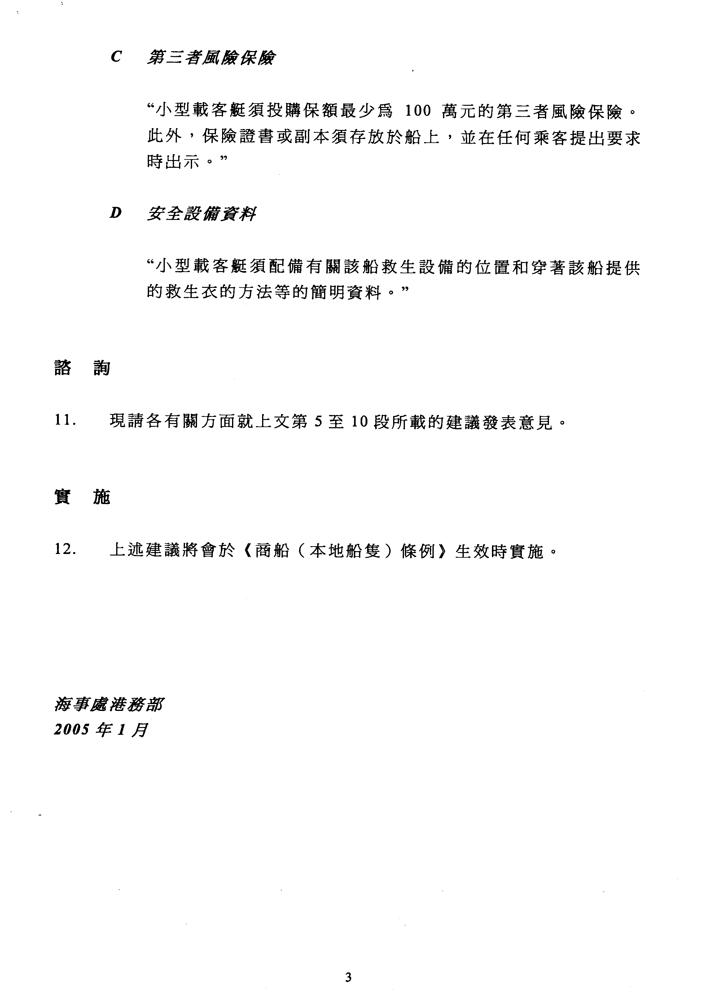 C 第三者風險保險
“小型載客艇須投購保額最少爲 100 萬元的第三者風險保險。
此外，保險證書或副本須存放於船上，並在任何乘客提出要求
時出示。”
D 安全設備資料
“小型載客艇須配備有關該船救生設備的位置和穿著該船提供
的救生衣的方法等的簡明資料。”
諮 詢
11. 現請各有關方面就上文第 5 至 10 段所載的建議發表意見。
實 施
12. 上述建議將會於《商船（本地船隻）條例》生效時實施。
海事處港務部
2005 年 1 月
3